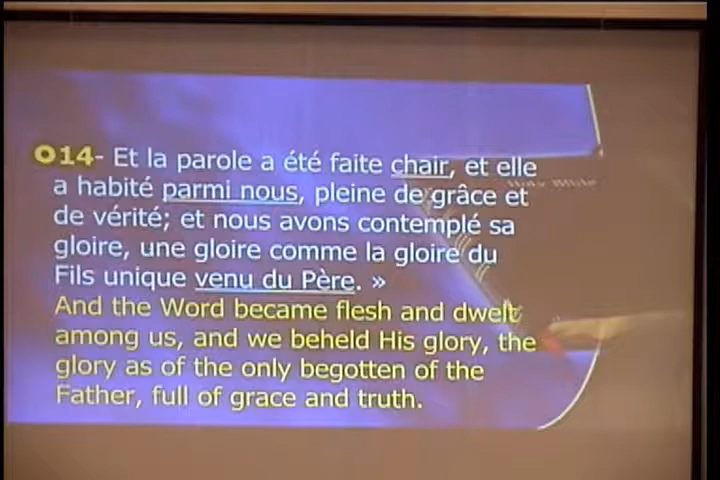 014- Et la parole a été faite chair, et elle
a habité parmi nous, pleine de grâce et
de vérité; et nous avons contemplé sa
gloire, une gloire comme la gloire du
Fils unique venu du Père. »
And the Word became flesh and dwelt
among us, and we beheld His glory, the
glory as of the only begotten of the
Father, full of grace and truth.